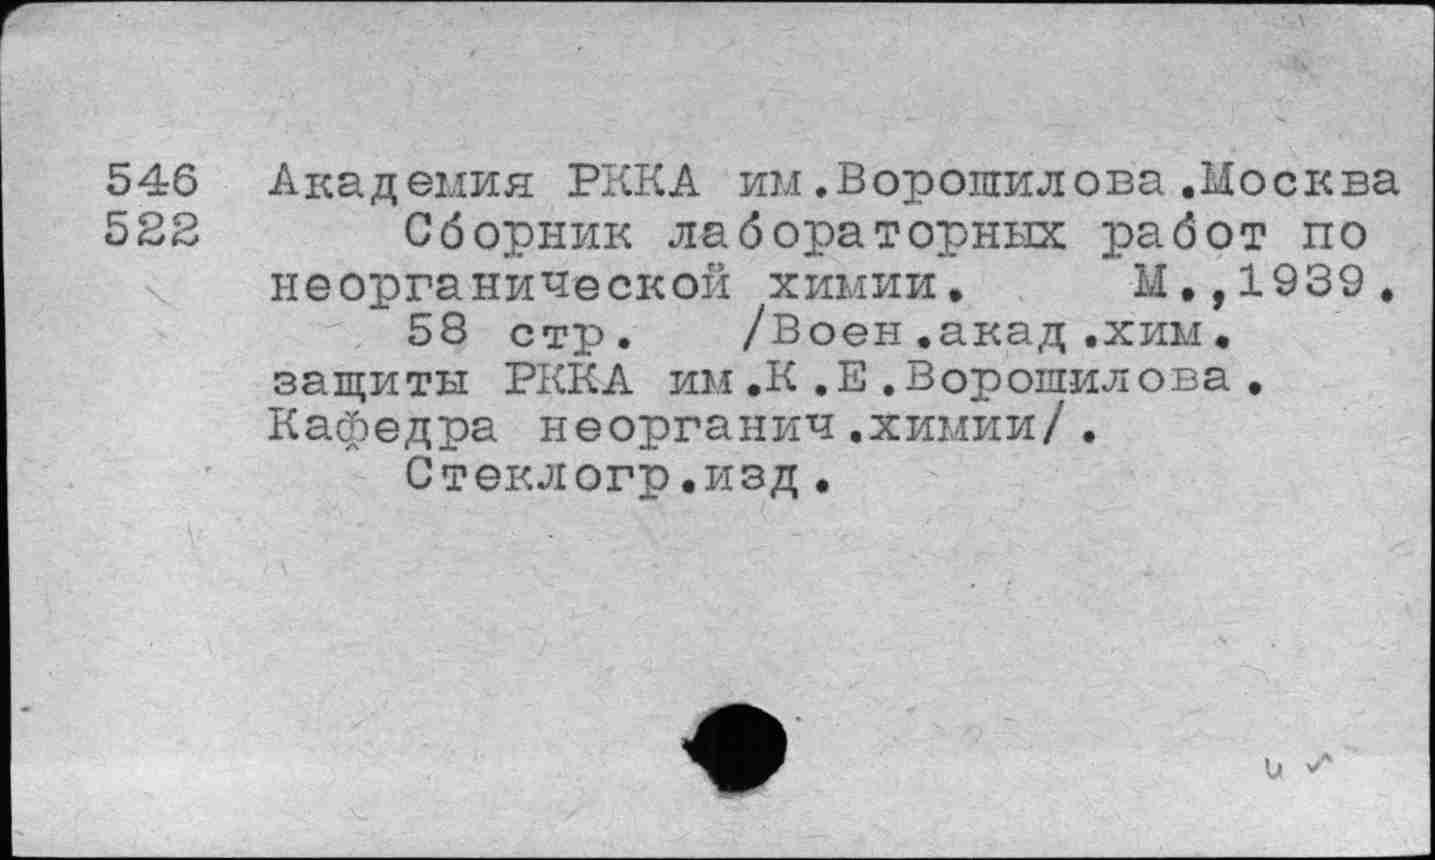 546 Академия РККА им.Ворошилова.Москва
522 Сборник лабораторных работ по
неорганической химии. М.,1939.
58 стр. /Воен.акад.хим.
защиты РККА им.К.Е.Ворошилова.
Кафедра неорганич.химии/.
Стеклогр.изд.